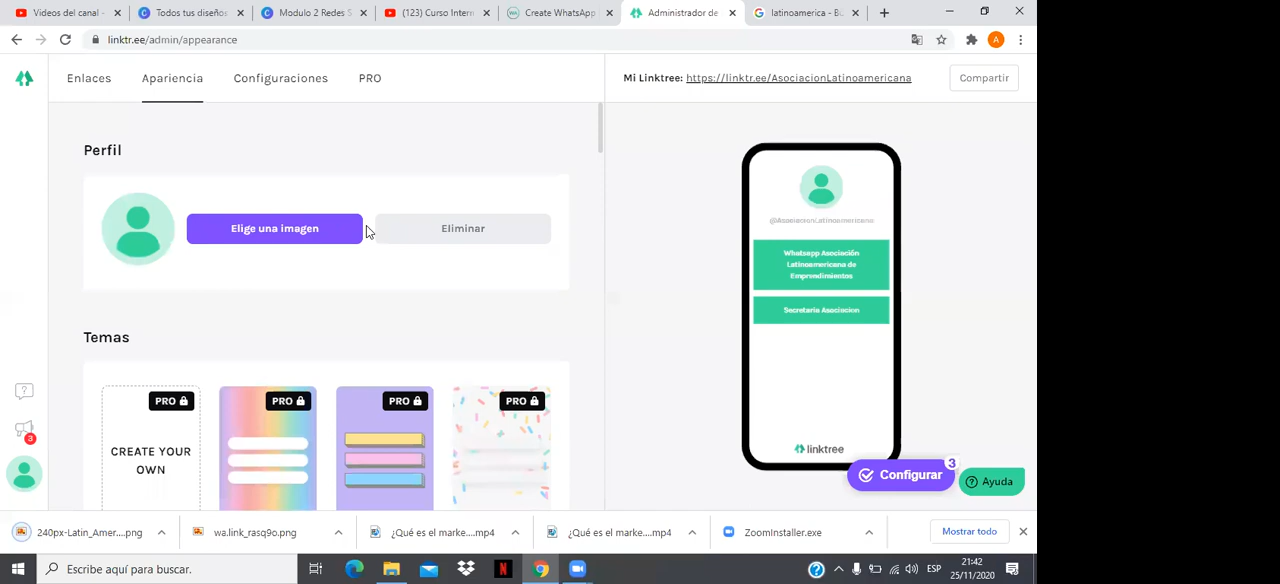 Videos del canal -
Todos tus diseños
Modulo 2 Redes S
(123) Curso Interr
Create WhatsApp
Administrador de
latinoamerica - Bu
linktr.ee/admin/appearance
A
Enlaces
Apariencia
Configuraciones
PRO
Mi Linktree: https://linktr.ee/AsociacionLatinoamericana
Compartir
Perfil
Elige una imagen
Eliminar
Temas
PRO
PRO
PRO
PRO
CREATE YOUR
OWN
@AsociacionLatinoamericana
Whatsapp Asociación
Latinoamericana de
Emprendimientos
Secretaria Asociacion
linktree
Configurar
3
Ayuda
3
240px-Latin_Amer....png
wa.link_rasq9o.png
¿Qué es el marke....mp4
¿Qué es el marke....mp4
ZoomInstaller.exe
Mostrar todo
Escribe aquí para buscar.
ESP
21:42
25/11/2020